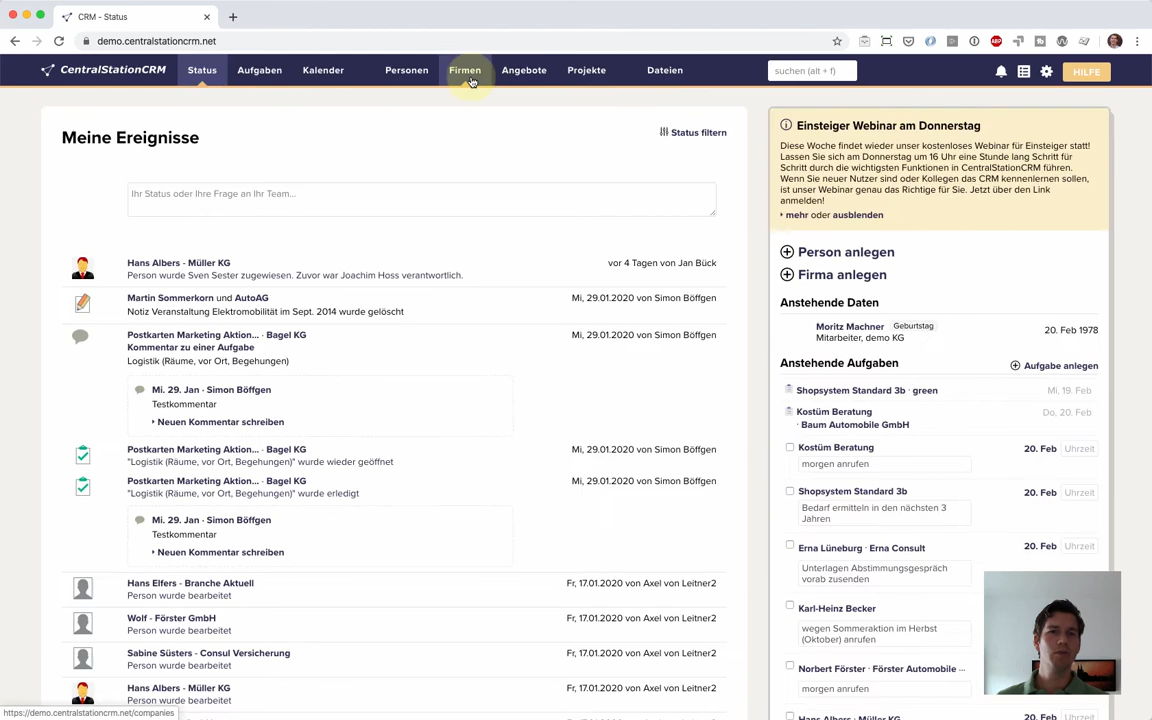 CRM - Status
demo.centralstationcrm.net
ABP
CentralStationCRM
Status
Aufgaben
Kalender
Personen
Firmen
Angebote
Projekte
Dateien
suchen (alt + f)
HILFE
Meine Ereignisse
Status filtern
Ihr Status oder Ihre Frage an Ihr Team...
Hans Albers - Müller KG
vor 4 Tagen von Jan Bück
Person wurde Sven Sester zugewiesen. Zuvor war Joachim Hoss verantwortlich.
Martin Sommerkorn und AutoAG
Mi, 29.01.2020 von Simon Böffgen
Notiz Veranstaltung Elektromobilität im Sept. 2014 wurde gelöscht
Postkarten Marketing Aktion... · Bagel KG
Mi, 29.01.2020 von Simon Böffgen
Kommentar zu einer Aufgabe
Logistik (Räume, vor Ort, Begehungen)
Mi. 29. Jan · Simon Böffgen
Testkommentar
Neuen Kommentar schreiben
Postkarten Marketing Aktion... · Bagel KG
Mi, 29.01.2020 von Simon Böffgen
"Logistik (Räume, vor Ort, Begehungen)" wurde wieder geöffnet
Postkarten Marketing Aktion... · Bagel KG
Mi, 29.01.2020 von Simon Böffgen
"Logistik (Räume, vor Ort, Begehungen)" wurde erledigt
Mi. 29. Jan · Simon Böffgen
Testkommentar
Neuen Kommentar schreiben
Hans Elfers - Branche Aktuell
Fr, 17.01.2020 von Axel von Leitner2
Person wurde bearbeitet
Wolf - Förster GmbH
Fr, 17.01.2020 von Axel von Leitner2
Person wurde bearbeitet
Sabine Süsters - Consul Versicherung
Fr, 17.01.2020 von Axel von Leitner2
Person wurde bearbeitet
Hans Albers - Müller KG
Fr, 17.01.2020 von Axel von Leitner2
Person wurde bearbeitet
https://demo.centralstationcrm.net/companies
Einsteiger Webinar am Donnerstag
Diese Woche findet wieder unser kostenloses Webinar für Einsteiger statt!
Lassen Sie sich am Donnerstag um 16 Uhr eine Stunde lang Schritt für
Schritt durch die wichtigsten Funktionen in CentralStationCRM führen.
Wenn Sie neuer Nutzer sind oder Kollegen das CRM kennenlernen sollen,
ist unser Webinar genau das Richtige für Sie. Jetzt über den Link
anmelden!
mehr oder ausblenden
Person anlegen
Firma anlegen
Anstehende Daten
Moritz Machner Geburtstag
20. Feb 1978
Mitarbeiter, demo KG
Anstehende Aufgaben
Aufgabe anlegen
Shopsystem Standard 3b · green
Mi, 19. Feb
Kostüm Beratung
Do, 20. Feb
· Baum Automobile GmbH
Kostüm Beratung
20. Feb Uhrzeit
morgen anrufen
Shopsystem Standard 3b
20. Feb Uhrzeit
Bedarf ermitteln in den nächsten 3
Jahren
Erna Lüneburg · Erna Consult
20. Feb Uhrzeit
Unterlagen Abstimmungsgespräch
vorab zusenden
Karl-Heinz Becker
wegen Sommeraktion im Herbst
(Oktober) anrufen
Norbert Förster · Förster Automobile ...
morgen anrufen
Hans Albers · Müller KG
20. Feb Uhrzeit